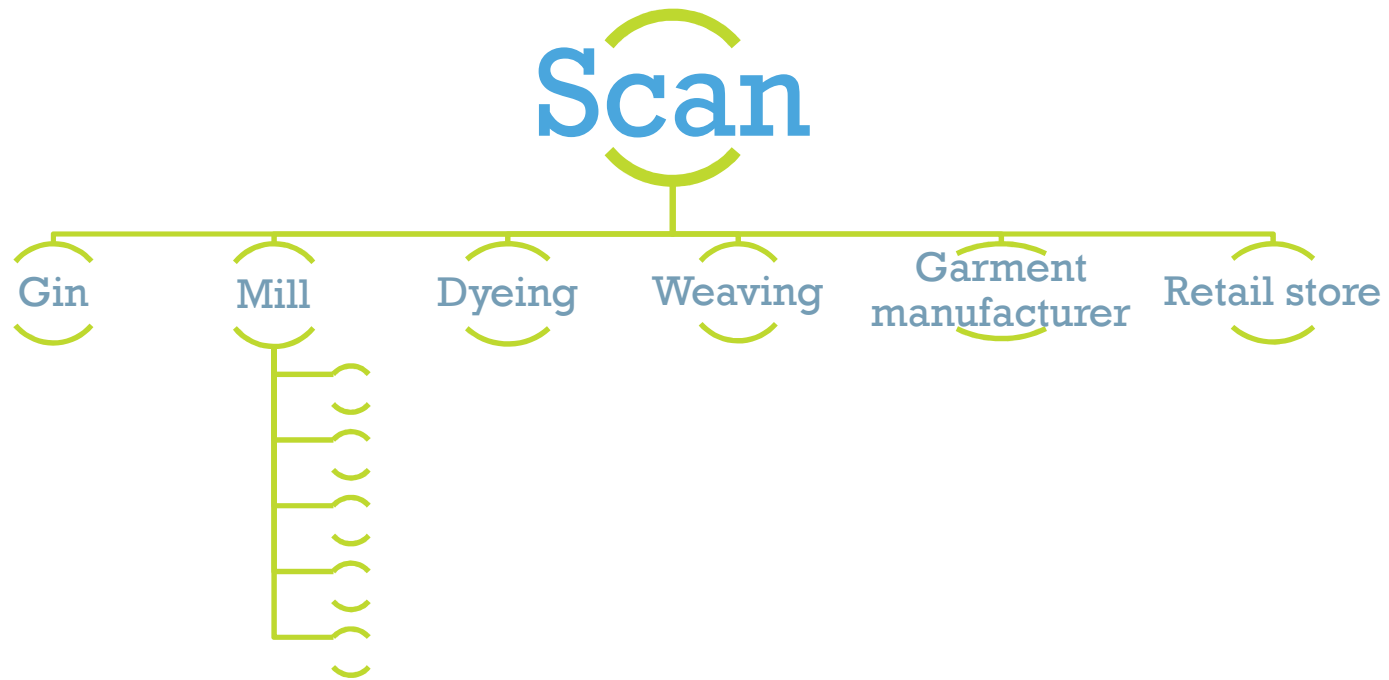 Scan
Gin
Mill
Dyeing
Weaving
Garment
manufacturer
Retail store